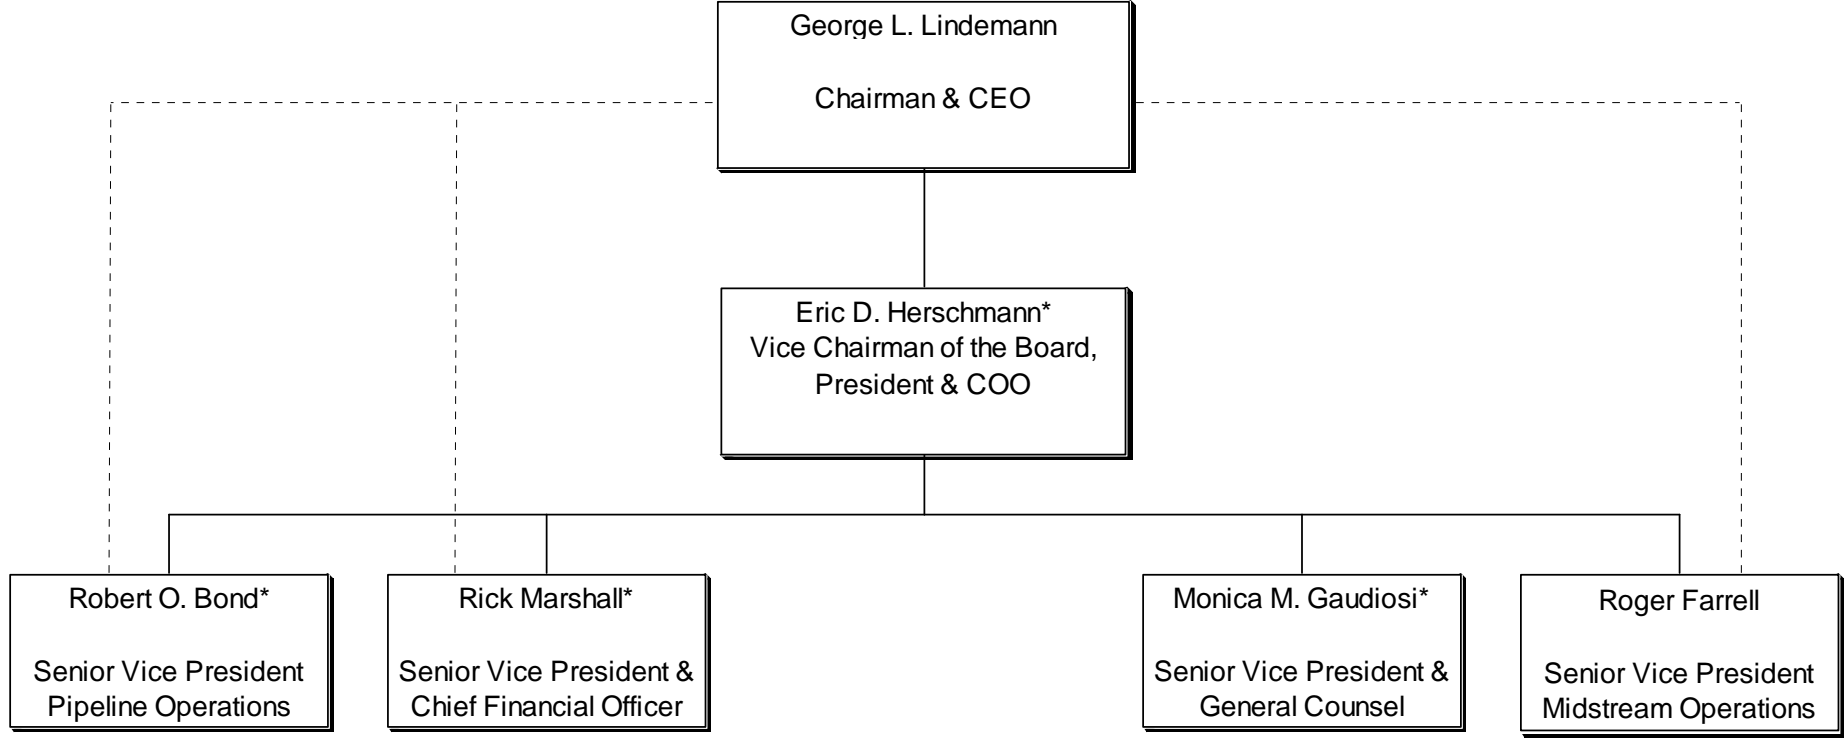 George L. Lindemann
Chairman & CEO
Eric D. Herschmann*
Vice Chairman of the Board,
President & COO
Robert O. Bond*
Senior Vice President
Pipeline Operations
Rick Marshall*
Senior Vice President &
Chief Financial Officer
Monica M. Gaudiosi*
Senior Vice President &
General Counsel
Roger Farrell
Senior Vice President
Midstream Operations